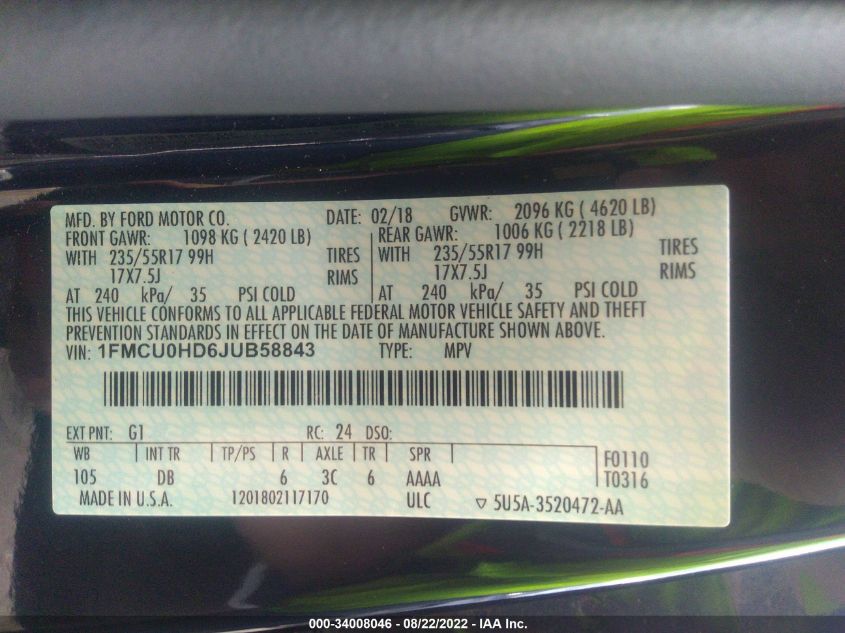 MFD. BY FORD MOTOR CO. DATE: 02/18 GVWR: 2096 KG ( 4620 LB)
FRONT GAWR: 1098 KG ( 2420 LB) REAR GAWR: 1006 KG ( 2218 LB)
WITH 235/55R17 99H TIRES WITH 235/55R17 99H TIRES
17X7.5J RIMS 17X7.5J RIMS
AT 240 kPa/ 35 PSI COLD AT 240 kPa/ 35 PSI COLD
THIS VEHICLE CONFORMS TO ALL APPLICABLE FEDERAL MOTOR VEHICLE SAFETY AND THEFT
PREVENTION STANDARDS IN EFFECT ON THE DATE OF MANUFACTURE SHOWN ABOVE.
VIN: 1FMCU0HD6JUB58843 TYPE: MPV
EXT PNT: G1 RC: 24 DSO:
WB INT TR TP/PS R AXLE TR SPR F0110
105 DB 6 3C 6 AAAA T0316
MADE IN U.S.A. 1201802117170 ULC ▽ 5U5A-3520472-AA
000-34008046 - 08/22/2022 - IAA Inc.